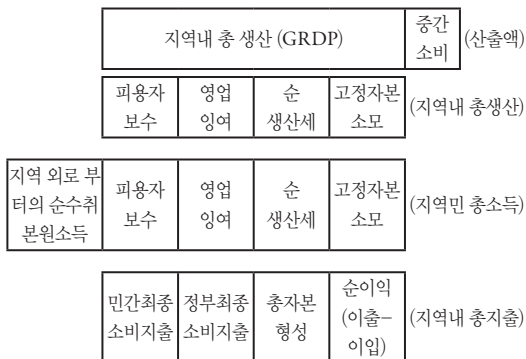 지역내 총 생산 (GRDP) 중간 (산출액)
소비
피용자 영업 순 고정자본 (지역내 총생산)
보수 잉여 생산세 소모
지역 외로 부 피용자 영업 순 고정자본 (지역민 총소득)
터의 순수취 보수 잉여 생산세 소모
본원소득
민간최종 정부최종 총자본 순이익 (지역내 총지출)
소비지출 소비지출 형성 (이출–
이입)